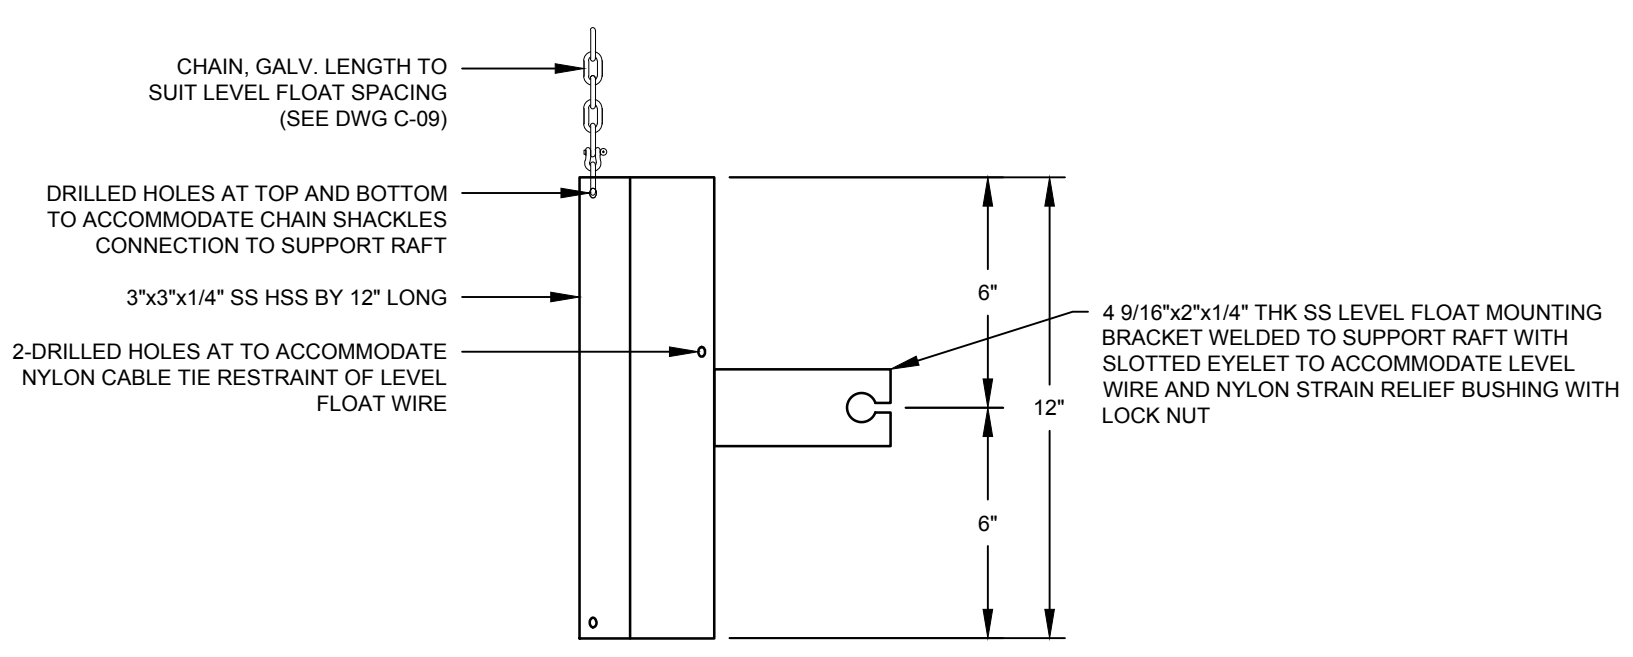 CHAIN, GALV. LENGTH TO
SUIT LEVEL FLOAT SPACING
(SEE DWG C-09)
DRILLED HOLES AT TOP AND BOTTOM
TO ACCOMMODATE CHAIN SHACKLES
CONNECTION TO SUPPORT RAFT
3"x3"x1/4" SS HSS BY 12" LONG
2-DRILLED HOLES AT TO ACCOMMODATE
NYLON CABLE TIE RESTRAINT OF LEVEL
FLOAT WIRE
6"
12"
6"
4 9/16"x2"x1/4" THK SS LEVEL FLOAT MOUNTING
BRACKET WELDED TO SUPPORT RAFT WITH
SLOTTED EYELET TO ACCOMMODATE LEVEL
WIRE AND NYLON STRAIN RELIEF BUSHING WITH
LOCK NUT